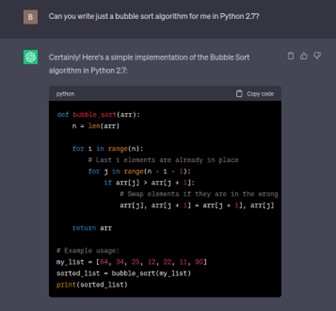 B
Can you write just a bubble sort algorithm for me in Python 2.7?
Certainly! Here's a simple implementation of the Bubble Sort
algorithm in Python 2.7:
python
Copy code
def bubble_sort(arr):
    n = len(arr)
    for i in range(n):
        # Last i elements are already in place
        for j in range(n - i - 1):
            if arr[j] > arr[j + 1]:
                # Swap elements if they are in the wrong
                arr[j], arr[j + 1] = arr[j + 1], arr[j]
    return arr
# Example usage:
my_list = [64, 34, 25, 12, 22, 11, 90]
sorted_list = bubble_sort(my_list)
print(sorted_list)